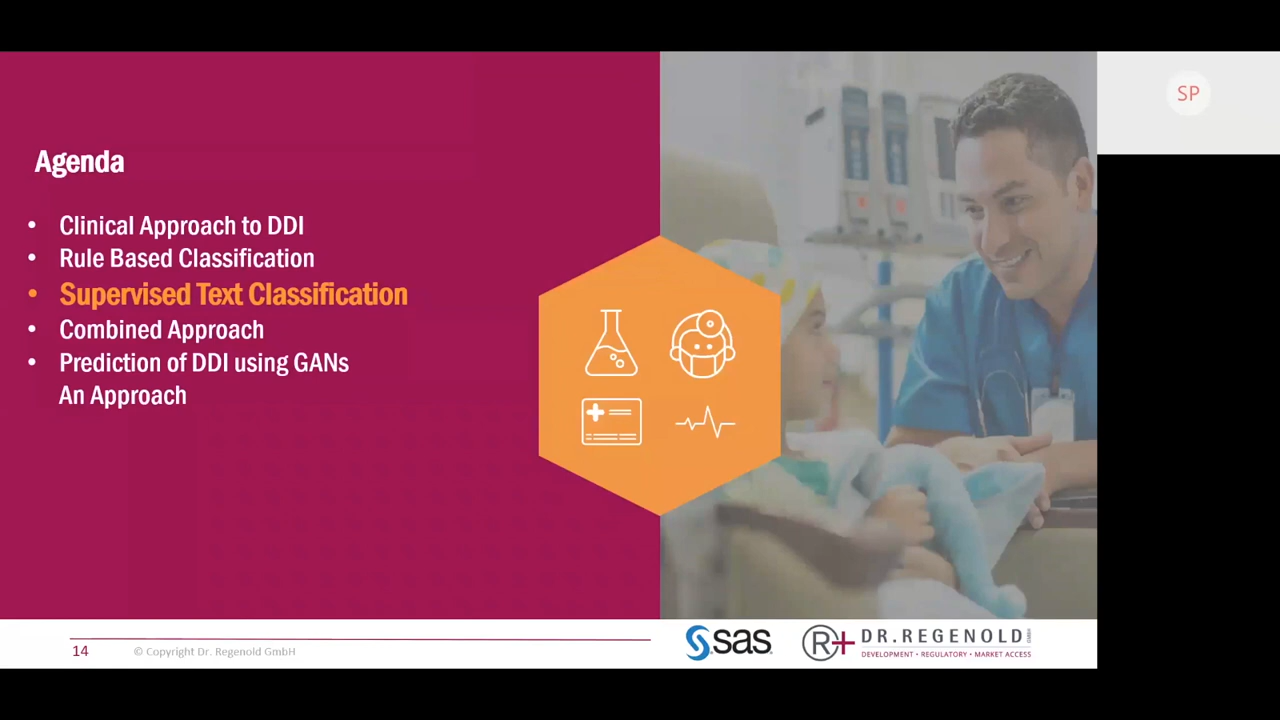 Agenda
• Clinical Approach to DDI
• Rule Based Classification
• Supervised Text Classification
• Combined Approach
• Prediction of DDI using GANs
An Approach
SP
14
© Copyright Dr. Regenold GmbH
sas
R+ DR.REGENOLD GMBH
DEVELOPMENT • REGULATORY • MARKET ACCESS